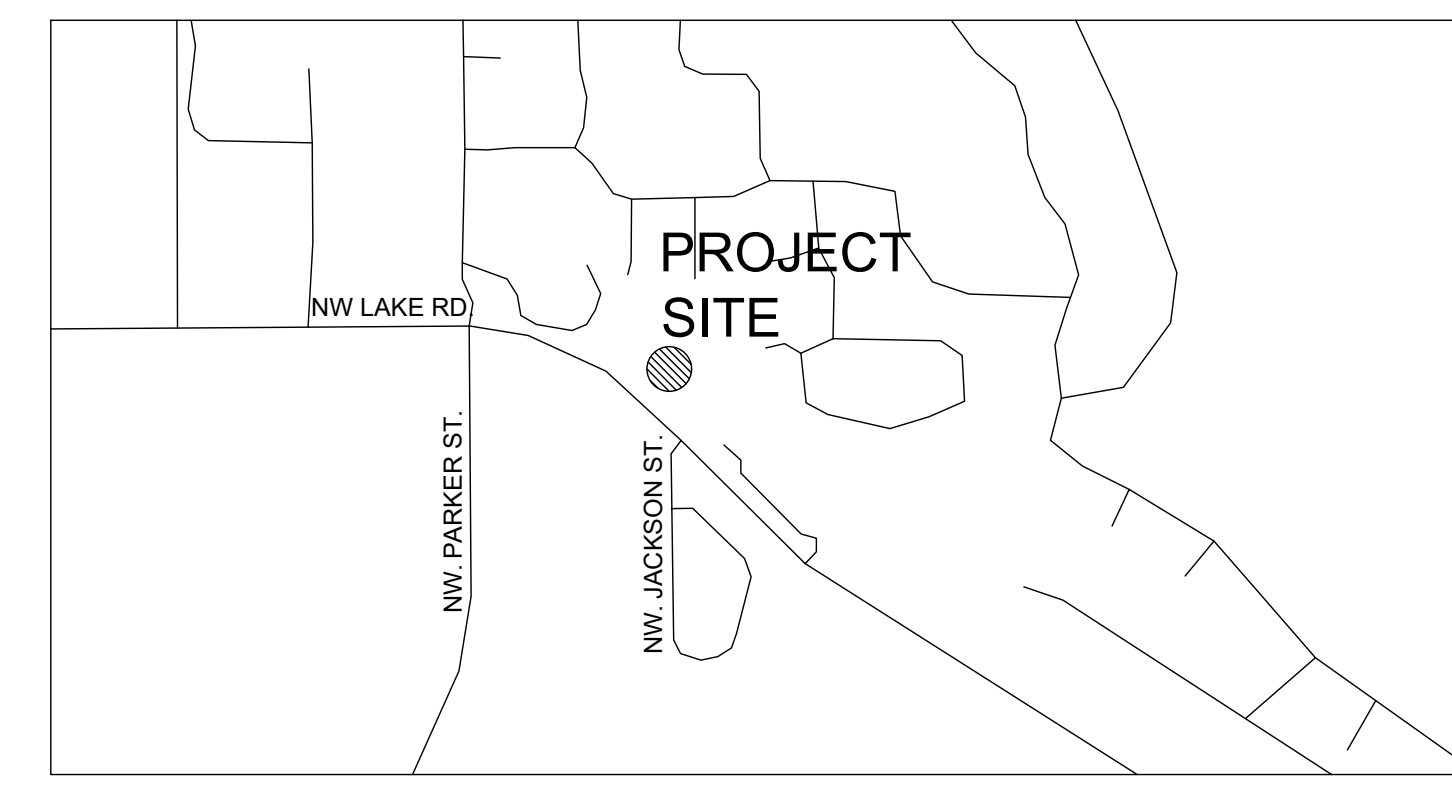 PROJECT
SITE
NW LAKE RD.
NW. PARKER ST.
NW. JACKSON ST.